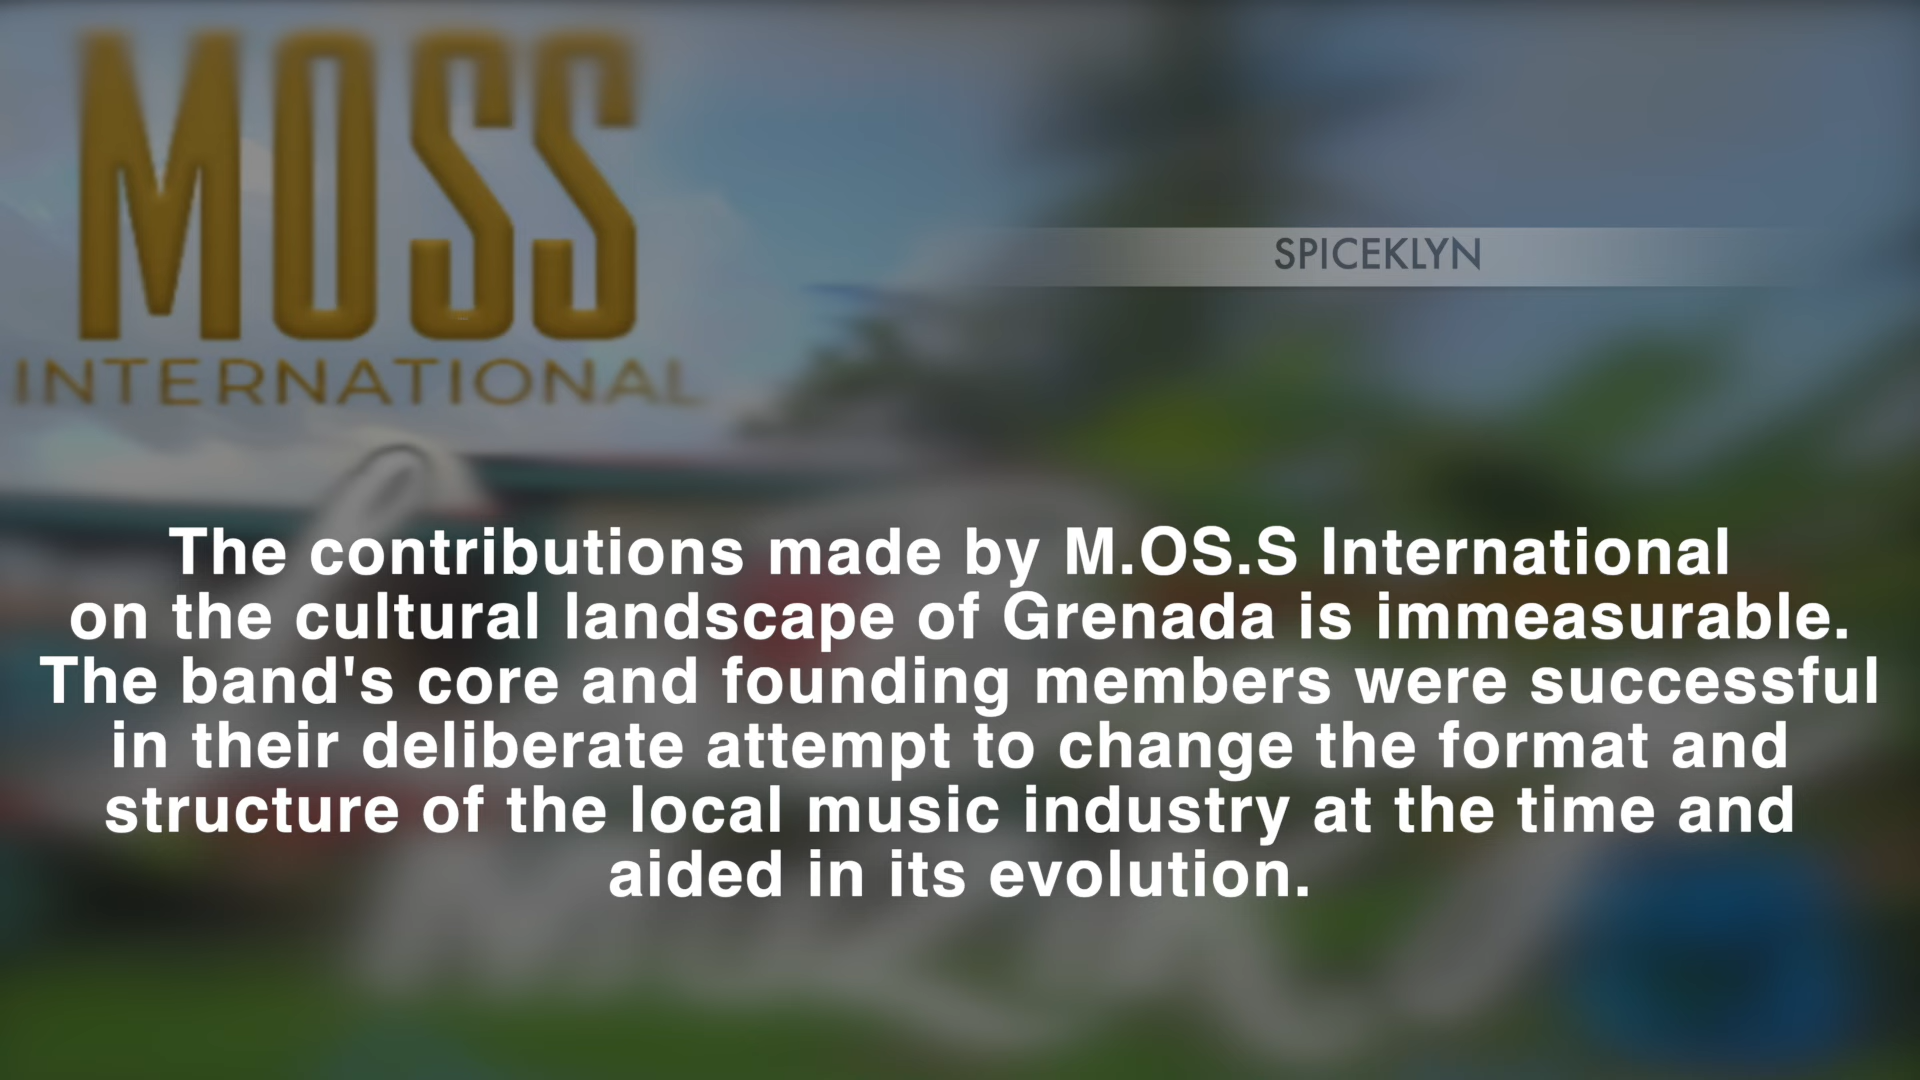 MOSS
INTERNATIONAL
SPICEKLYN
The contributions made by M.OS.S International
on the cultural landscape of Grenada is immeasurable.
The band's core and founding members were successful
in their deliberate attempt to change the format and
structure of the local music industry at the time and
aided in its evolution.